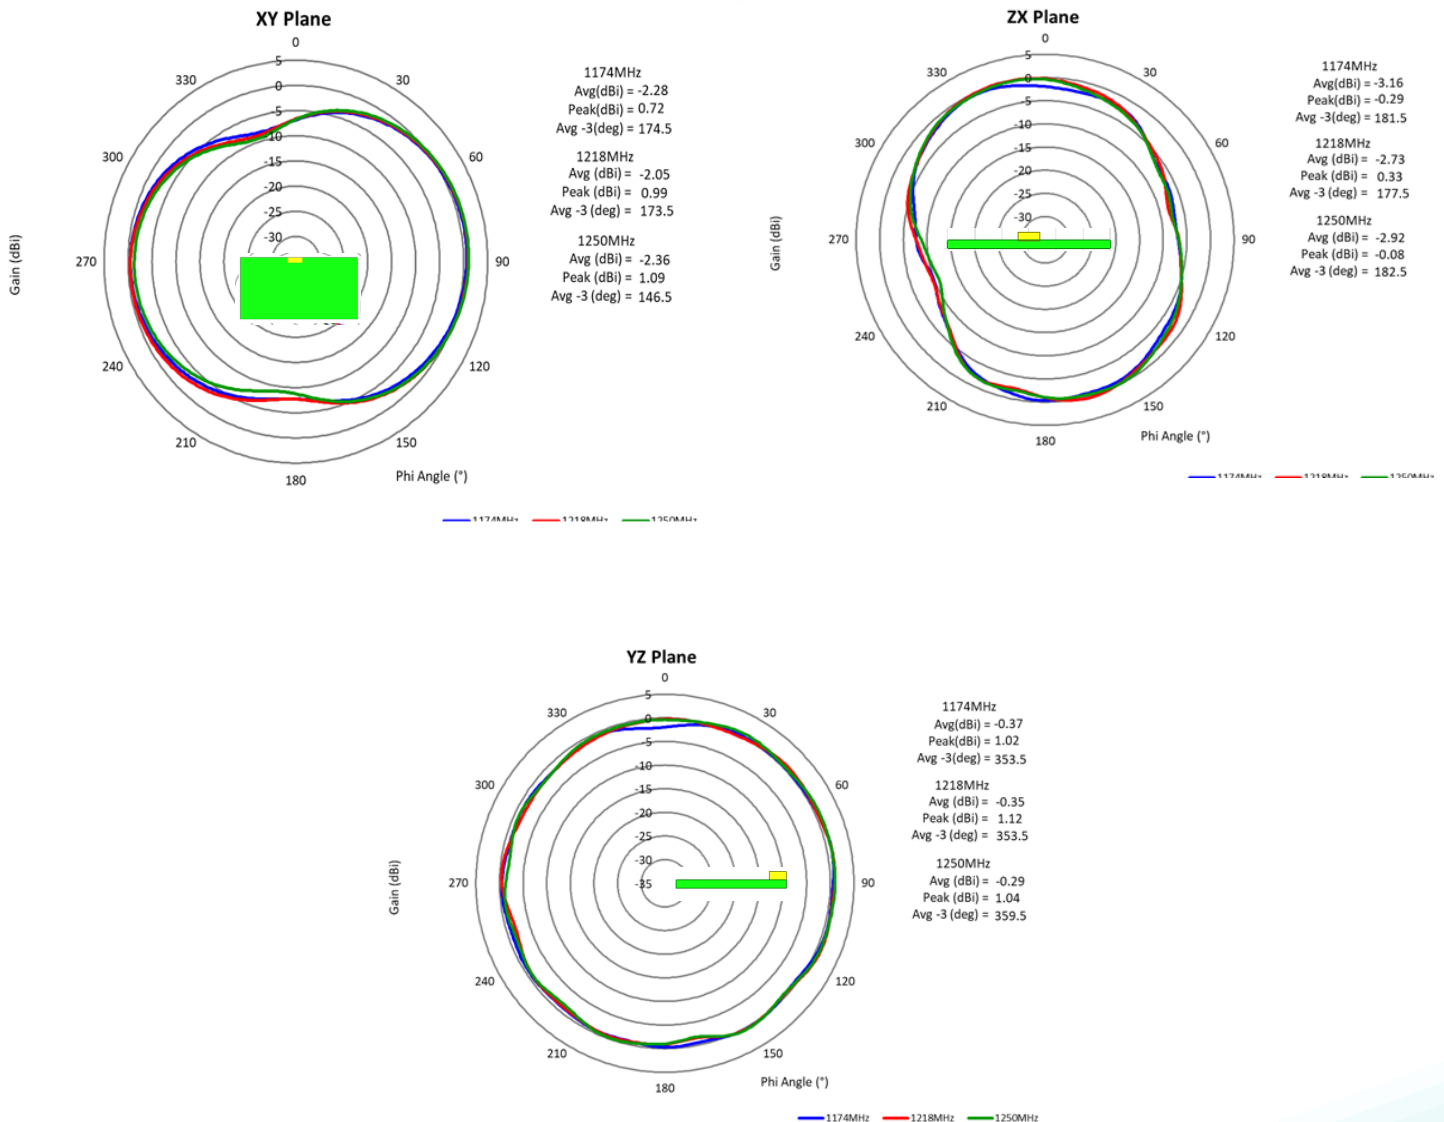 XY Plane
0
30
60
90
120
150
180
210
240
270
300
330
5
0
-5
-10
-15
-20
-25
-30
Gain (dBi)
Phi Angle (°)
1174MHz
Avg(dBi) = -2.28
Peak(dBi) = 0.72
Avg -3(deg) = 174.5
1218MHz
Avg (dBi) = -2.05
Peak (dBi) = 0.99
Avg -3 (deg) = 173.5
1250MHz
Avg (dBi) = -2.36
Peak (dBi) = 1.09
Avg -3 (deg) = 146.5
1174MHz 1218MHz 1250MHz
ZX Plane
0
30
60
90
120
150
180
210
240
270
300
330
5
0
-5
-10
-15
-20
-25
-30
Gain (dBi)
Phi Angle (°)
1174MHz
Avg(dBi) = -3.16
Peak(dBi) = -0.29
Avg -3(deg) = 181.5
1218MHz
Avg (dBi) = -2.73
Peak (dBi) = 0.33
Avg -3 (deg) = 177.5
1250MHz
Avg (dBi) = -2.92
Peak (dBi) = -0.08
Avg -3 (deg) = 182.5
1174MHz 1218MHz 1250MHz
YZ Plane
0
30
60
90
120
150
180
210
240
270
300
330
5
0
-5
-10
-15
-20
-25
-30
-35
Gain (dBi)
Phi Angle (°)
1174MHz
Avg(dBi) = -0.37
Peak(dBi) = 1.02
Avg -3(deg) = 353.5
1218MHz
Avg (dBi) = -0.35
Peak (dBi) = 1.12
Avg -3 (deg) = 353.5
1250MHz
Avg (dBi) = -0.29
Peak (dBi) = 1.04
Avg -3 (deg) = 359.5
1174MHz 1218MHz 1250MHz